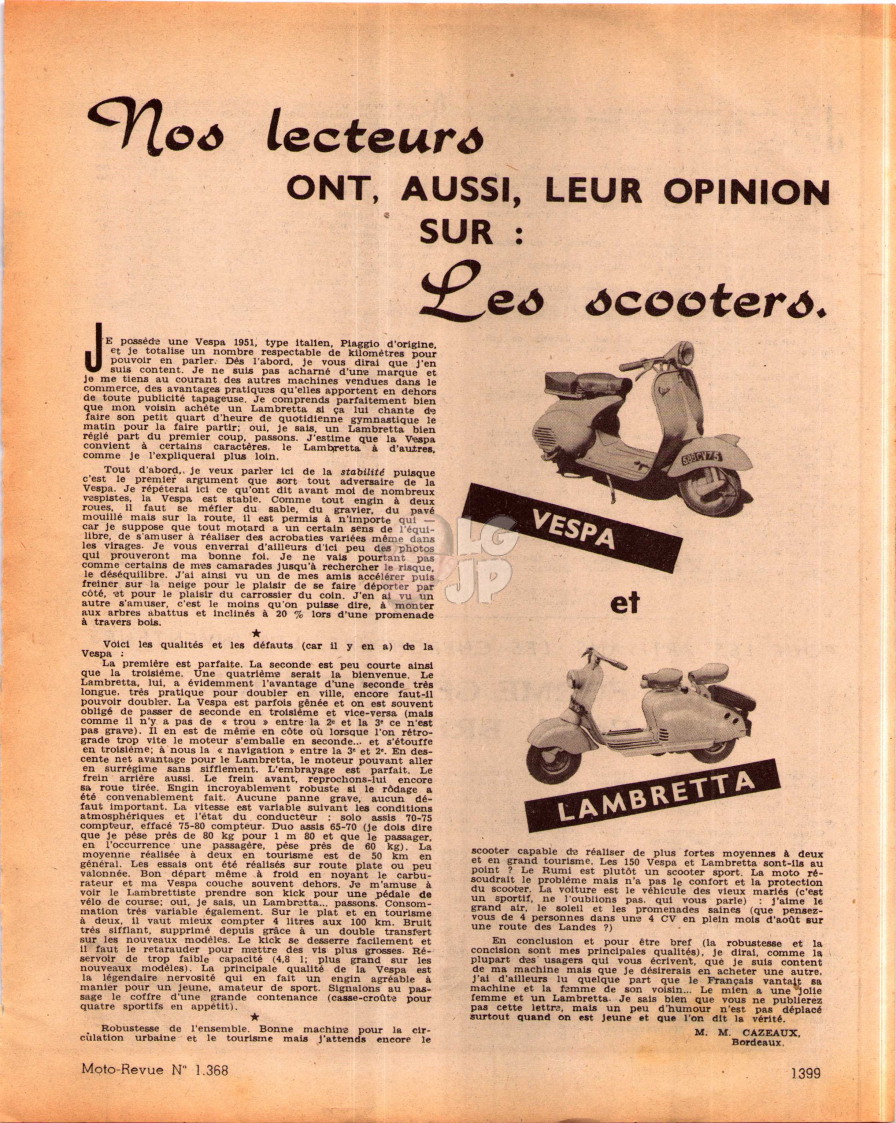 Nos lecteurs
ONT, AUSSI, LEUR OPINION
SUR :
Les scooters.
JE possède une Vespa 1951, type italien, Piaggio d'origine,
et je totalise un nombre respectable de kilomètres pour
pouvoir en parler. Dès l'abord, je vous dirai que j'en
suis content. Je ne suis pas acharné d'une marque et
je me tiens au courant des autres machines vendues dans le
commerce, des avantages pratiques qu'elles apportent en dehors
de toute publicité tapageuse. Je comprends parfaitement bien
que mon voisin achète un Lambretta si ça lui chante de
faire son petit quart d'heure de quotidienne gymnastique le
matin pour la faire partir; oui, je sais, un Lambretta bien
réglé part du premier coup, passons. J'estime que la Vespa
convient à certains caractères, le Lambretta à d'autres,
comme je l'expliquerai plus loin.
Tout d'abord, je veux parler ici de la stabilité puisque
c'est le premier argument que sort tout adversaire de la
Vespa. Je répéterai ici ce qu'ont dit avant moi de nombreux
vespistes, la Vespa est stable. Comme tout engin à deux
roues, il faut se méfier du sable, du gravier, du pavé
mouillé mais sur la route, il est permis à n'importe qui —
car je suppose que tout motard a un certain sens de l'équi-
libre, de s'amuser à réaliser des acrobaties variées même dans
les virages. Je vous enverrai d'ailleurs d'ici peu des photos
qui prouveront ma bonne foi. Je ne vais pourtant pas
comme certains de mes camarades jusqu'à rechercher le risque,
le déséquilibre. J'ai ainsi vu un de mes amis accélérer puis
freiner sur la neige pour le plaisir de se faire déporter par
côté, et pour le plaisir du carrossier du coin. J'en ai vu un
autre s'amuser, c'est le moins qu'on puisse dire, à monter
aux arbres abattus et inclinés à 20 % lors d'une promenade
à travers bois.
★
Voici les qualités et les défauts (car il y en a) de la
Vespa :
La première est parfaite. La seconde est peu courte ainsi
que la troisième. Une quatrième serait la bienvenue. Le
Lambretta, lui, a évidemment l'avantage d'une seconde très
longue, très pratique pour doubler en ville, encore faut-il
pouvoir doubler. La Vespa est parfois gênée et on est souvent
obligé de passer de seconde en troisième et vice-versa (mais
comme il n'y a pas de « trou » entre la 2e et la 3e ce n'est
pas grave). Il en est de même en côte où lorsque l'on rétro-
grade trop vite le moteur s'emballe en seconde... et s'étouffe
en troisième; à nous la « navigation » entre la 3e et 2e. En des-
cente net avantage pour le Lambretta, le moteur pouvant aller
en surrégime sans sifflement. L'embrayage est parfait. Le
frein arrière aussi. Le frein avant, reprochons-lui encore
sa roue tirée. Engin incroyablement robuste si le rôdage a
été convenablement fait. Aucune panne grave, aucun dé-
faut important. La vitesse est variable suivant les conditions
atmosphériques et l'état du conducteur : solo assis 70-75
compteur, effacé 75-80 compteur. Duo assis 65-70 (je dois dire
que je pèse près de 80 kg pour 1 m 80 et que le passager,
en l'occurrence une passagère, pèse près de 60 kg). La
moyenne réalisée à deux en tourisme est de 50 km en
général. Les essais ont été réalisés sur route plate ou peu
valonnée. Bon départ même à froid en noyant le carbu-
rateur et ma Vespa couche souvent dehors. Je m'amuse à
voir le Lambrettiste prendre son kick pour une pédale de
vélo de course; oui, je sais, un Lambretta... passons. Consom-
mation très variable également. Sur le plat et en tourisme
à deux, il vaut mieux compter 4 litres aux 100 km. Bruit
très sifflant, supprimé depuis grâce à un double transfert
sur les nouveaux modèles. Le kick se desserre facilement et
il faut le retarauder pour mettre des vis plus grosses. Ré-
servoir de trop faible capacité (4,8 l; plus grand sur les
nouveaux modèles). La principale qualité de la Vespa est
la légendaire nervosité qui en fait un engin agréable à
manier pour un jeune, amateur de sport. Signalons au pas-
sage le coffre d'une grande contenance (casse-croûte pour
quatre sportifs en appétit).
★
Robustesse de l'ensemble. Bonne machine pour la cir-
culation urbaine et le tourisme mais j'attends encore le
VESPA
et
LAMBRETTA
scooter capable de réaliser de plus fortes moyennes à deux
et en grand tourisme. Les 150 Vespa et Lambretta sont-ils au
point ? Le Rumi est plutôt un scooter sport. La moto ré-
soudrait le problème mais n'a pas le confort et la protection
du scooter. La voiture est le véhicule des vieux mariés (c'est
un sportif, ne l'oublions pas, qui vous parle) : j'aime le
grand air, le soleil et les promenades saines (que pensez-
vous de 4 personnes dans une 4 CV en plein mois d'août sur
une route des Landes ?)
En conclusion et pour être bref (la robustesse et la
concision sont mes principales qualités), je dirai, comme la
plupart des usagers qui vous écrivent, que je suis content
de ma machine mais que je désirerais en acheter une autre,
j'ai d'ailleurs lu quelque part que le Français vantait sa
machine et la femme de son voisin... Le mien a une jolie
femme et un Lambretta. Je sais bien que vous ne publierez
pas cette lettre, mais un peu d'humour n'est pas déplacé
surtout quand on est jeune et que l'on dit la vérité.
M. M. CAZEAUX,
Bordeaux.
Moto-Revue N° 1.368
1399
LG
JP